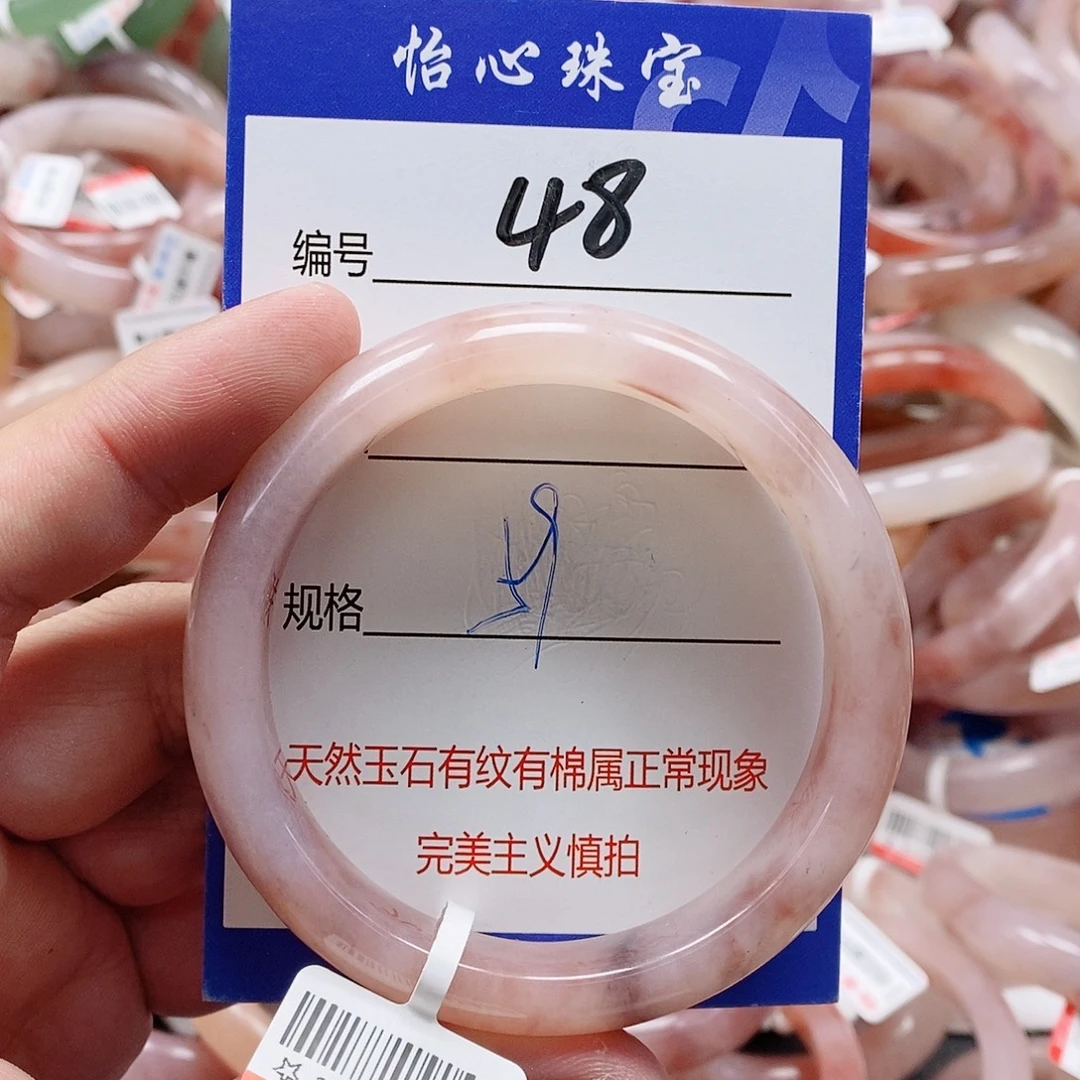 怡心珠宝
编号 48
规格
天然玉石有纹有棉属正常现象
完美主义慎拍